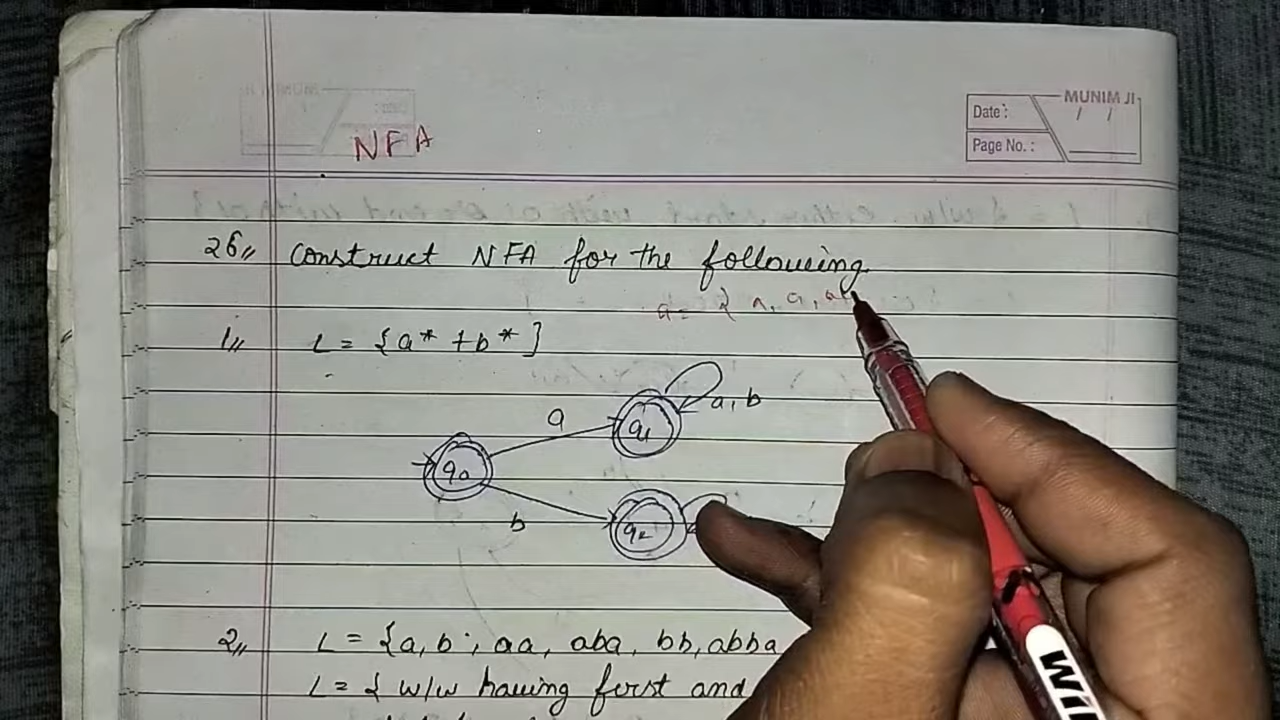 MUNIM JI
Date: / /
Page No.:
NFA
26,, Construct NFA for the following
a = { ^, a, a
1,, L = {a* + b*}
a
a, b
q0
q1
b
q2
2,, L = {a, b, aa, aba, bb, abba
L = { w/w having first and